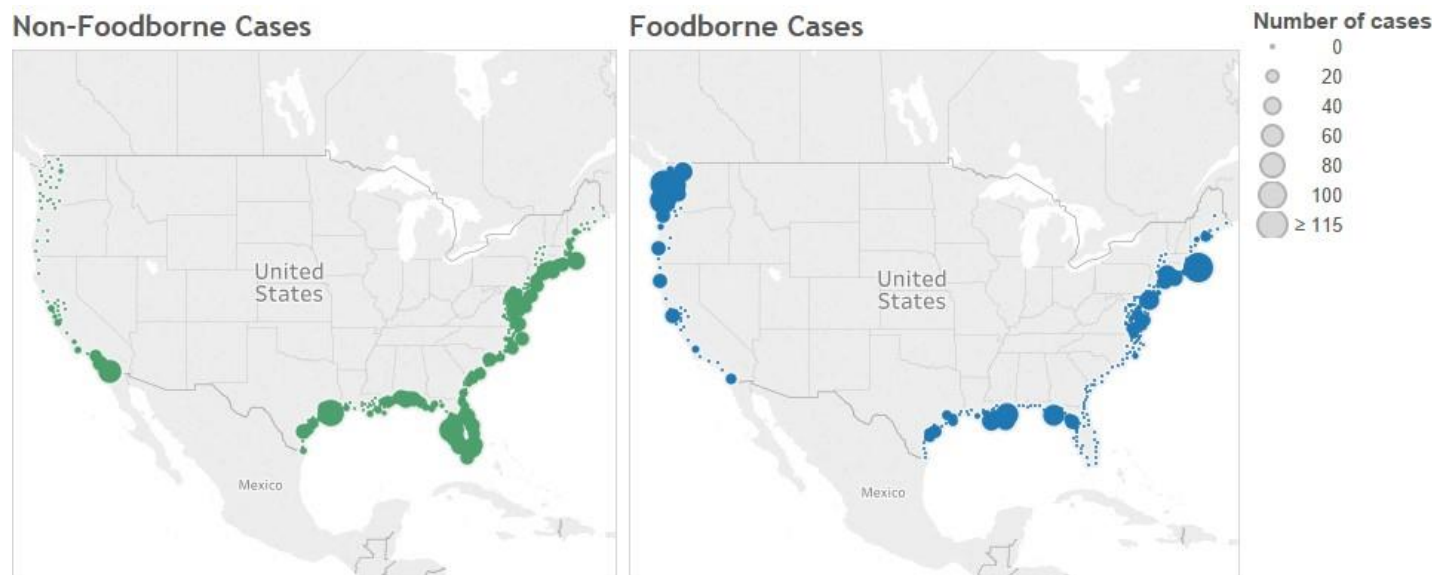 Non-Foodborne Cases
United
States
Mexico
Foodborne Cases
United
States
Mexico
Number of cases
0
20
40
60
80
100
≥ 115